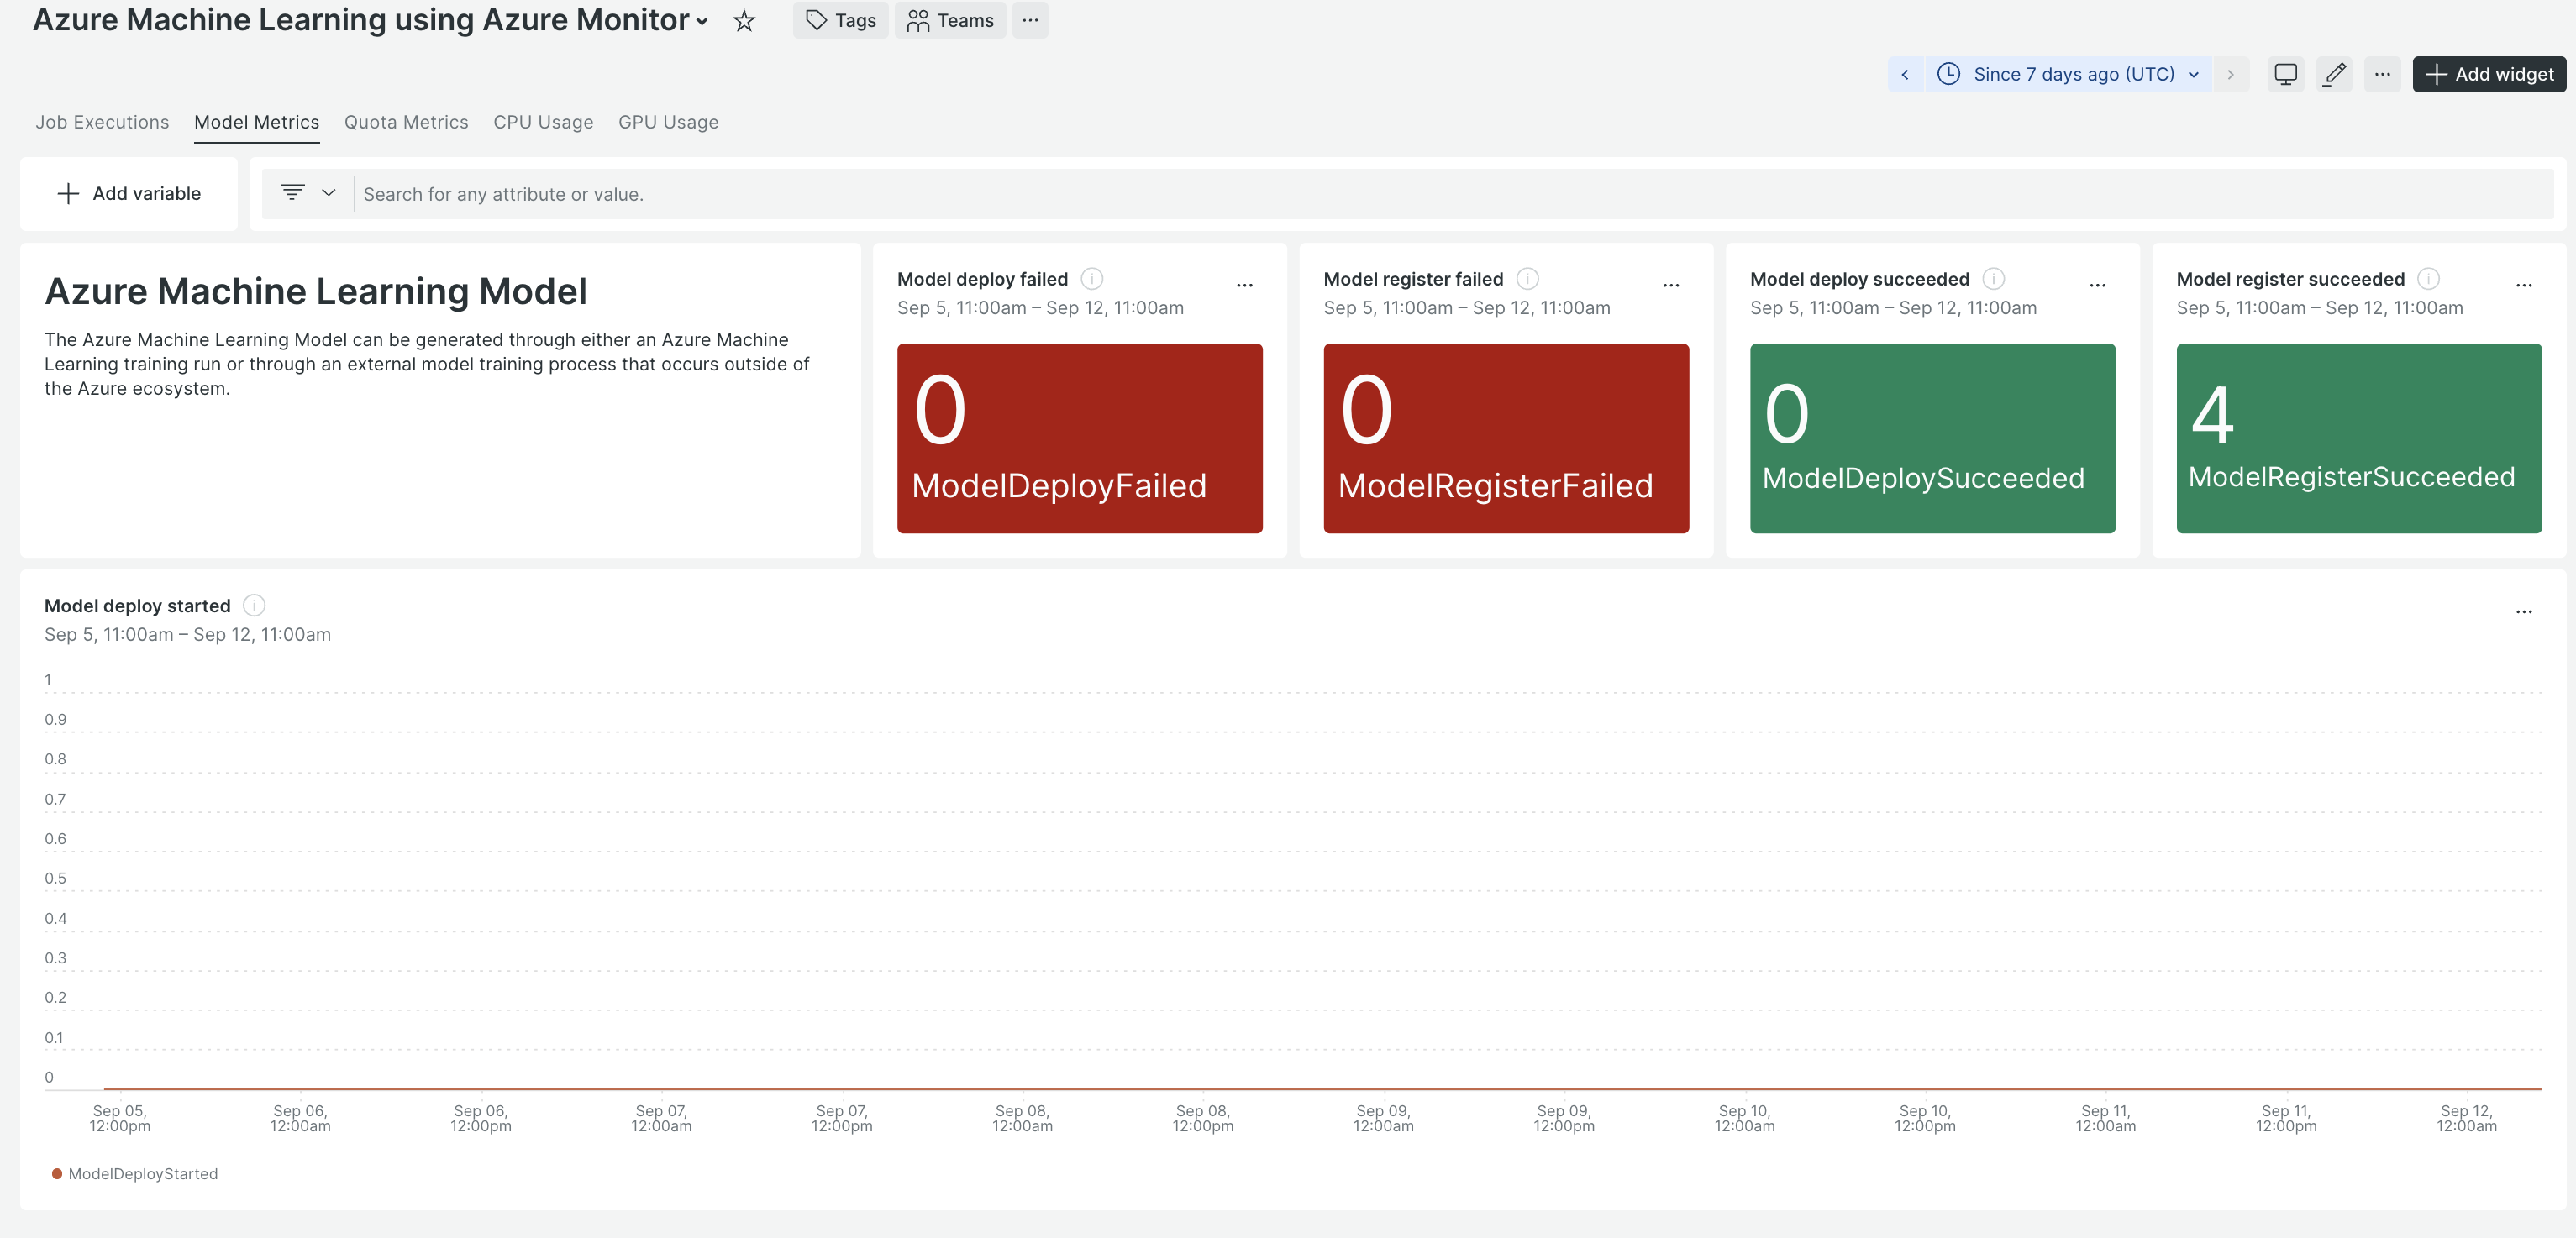 Azure Machine Learning using Azure Monitor
Tags
Teams
Since 7 days ago (UTC)
Add widget
Job Executions
Model Metrics
Quota Metrics
CPU Usage
GPU Usage
Add variable
Search for any attribute or value.
Azure Machine Learning Model
The Azure Machine Learning Model can be generated through either an Azure Machine
Learning training run or through an external model training process that occurs outside of
the Azure ecosystem.
Model deploy failed
Sep 5, 11:00am – Sep 12, 11:00am
0
ModelDeployFailed
Model register failed
Sep 5, 11:00am – Sep 12, 11:00am
0
ModelRegisterFailed
Model deploy succeeded
Sep 5, 11:00am – Sep 12, 11:00am
0
ModelDeploySucceeded
Model register succeeded
Sep 5, 11:00am – Sep 12, 11:00am
4
ModelRegisterSucceeded
Model deploy started
Sep 5, 11:00am – Sep 12, 11:00am
1
0.9
0.8
0.7
0.6
0.5
0.4
0.3
0.2
0.1
0
Sep 05,
12:00pm
Sep 06,
12:00am
Sep 06,
12:00pm
Sep 07,
12:00am
Sep 07,
12:00pm
Sep 08,
12:00am
Sep 08,
12:00pm
Sep 09,
12:00am
Sep 09,
12:00pm
Sep 10,
12:00am
Sep 10,
12:00pm
Sep 11,
12:00am
Sep 11,
12:00pm
Sep 12,
12:00am
ModelDeployStarted